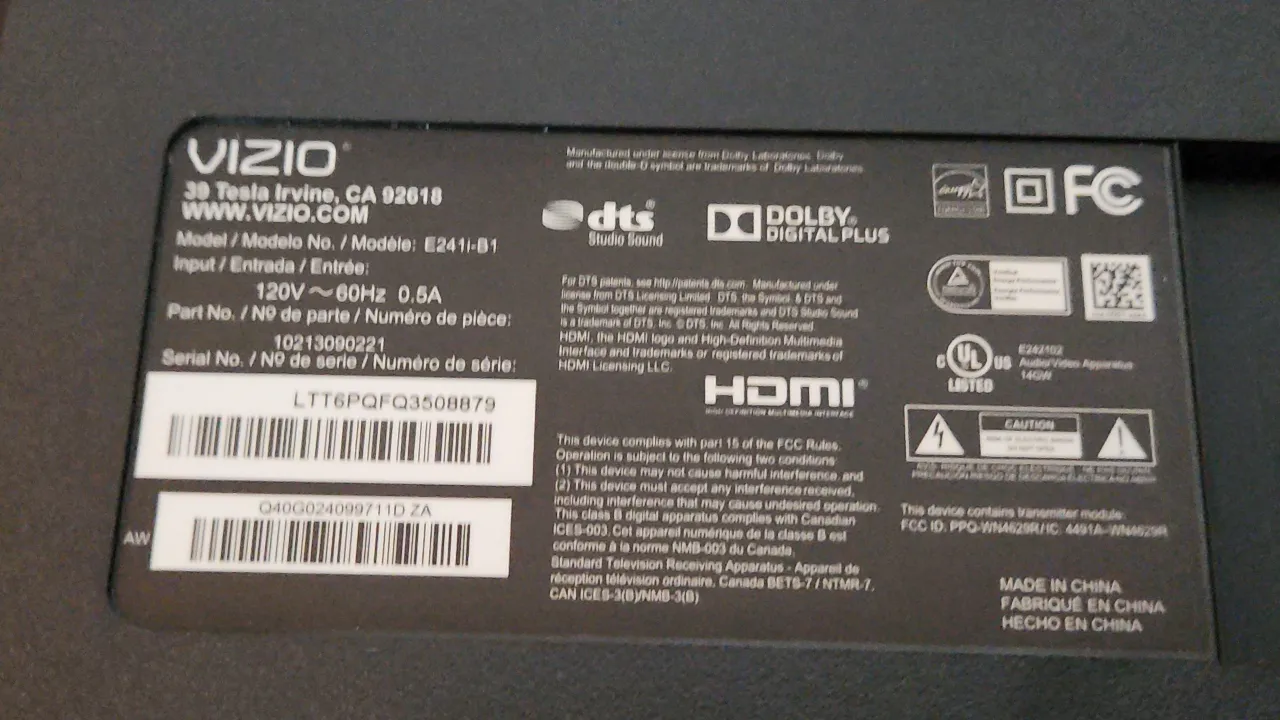 VIZIO
39 Tesla Irvine, CA 92618
WWW.VIZIO.COM
Model / Modelo No. / Modèle: E241i-B1
Input / Entrada / Entrée:
120V ~ 60Hz 0.5A
Part No. / Nº de parte / Numéro de pièce:
10213090221
Serial No. / Nº de serie / Numéro de série:
LTT6PQFQ3508879
Q40G024099711D ZA
AW
Manufactured under license from Dolby Laboratories. Dolby
and the double-D symbol are trademarks of Dolby Laboratories.
dts®
Studio Sound
DOLBY®
DIGITAL PLUS
For DTS patents, see http://patents.dts.com. Manufactured under
license from DTS Licensing Limited. DTS, the Symbol, & DTS and
the Symbol together are registered trademarks and DTS Studio Sound
is a trademark of DTS, Inc. © DTS, Inc. All Rights Reserved.
HDMI, the HDMI logo and High-Definition Multimedia
Interface and trademarks or registered trademarks of
HDMI Licensing LLC.
HDMI®
HIGH DEFINITION MULTIMEDIA INTERFACE
This device complies with part 15 of the FCC Rules.
Operation is subject to the following two conditions:
(1) This device may not cause harmful interference, and
(2) This device must accept any interference received,
including interference that may cause undesired operation.
This class B digital apparatus complies with Canadian
ICES-003. Cet appareil numérique de la classe B est
conforme à la norme NMB-003 du Canada.
Standard Television Receiving Apparatus - Appareil de
réception télévision ordinaire, Canada BETS-7 / NTMR-7.
CAN ICES-3(B)/NMB-3(B)
FC
C UL US
LISTED
E242102
Audio/Video Apparatus
14GW
CAUTION
This device contains transmitter module:
FCC ID: PPQ-WN4629R/ IC: 4491A-WN4629R
MADE IN CHINA
FABRIQUÉ EN CHINA
HECHO EN CHINA